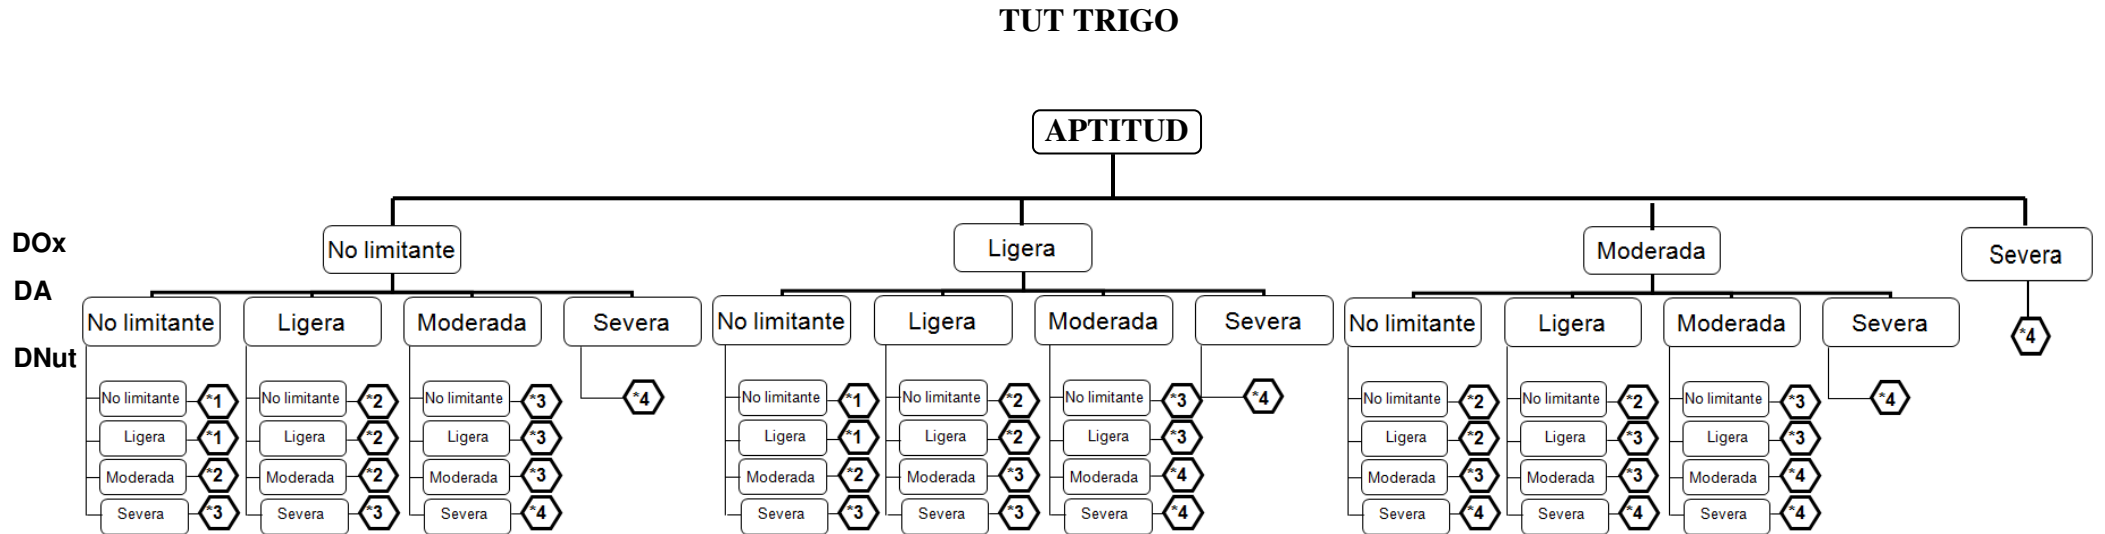 TUT TRIGO
APTITUD
DOx No limitante Ligera Moderada Severa
DA
No limitante Ligera Moderada Severa No limitante Ligera Moderada Severa No limitante Ligera Moderada Severa
*4
DNut
No limitante *1 No limitante *2 No limitante *3 *4 No limitante *1 No limitante *2 No limitante *3 *4 No limitante *2 No limitante *2 No limitante *3 *4
Ligera *1 Ligera *2 Ligera *3 Ligera *1 Ligera *2 Ligera *3 Ligera *2 Ligera *3 Ligera *3
Moderada *2 Moderada *2 Moderada *3 Moderada *2 Moderada *3 Moderada *4 Moderada *3 Moderada *3 Moderada *4
Severa *3 Severa *3 Severa *4 Severa *3 Severa *3 Severa *4 Severa *4 Severa *4 Severa *4